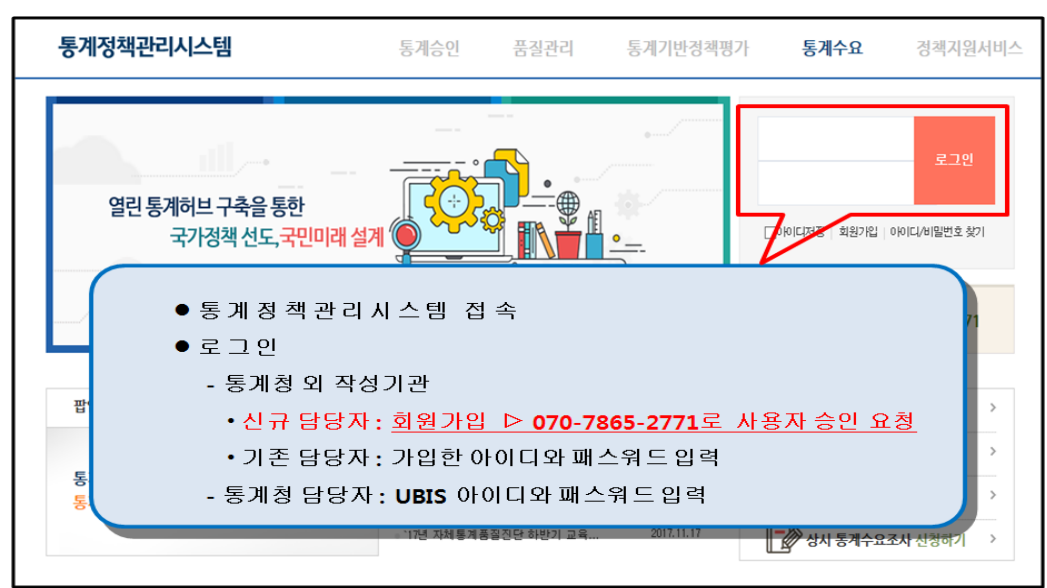 통계정책관리시스템
통계승인 품질관리 통계기반정책평가 통계수요 정책지원서비스
열린 통계허브 구축을 통한
국가정책 선도,국민미래 설계
로그인
아이디저장 회원가입 아이디/비밀번호 찾기
● 통계정책관리시스템 접속
● 로그인
- 통계청 외 작성기관
• 신규 담당자 : 회원가입 ▷ 070-7865-2771로 사용자 승인 요청
• 기존 담당자 : 가입한 아이디와 패스워드 입력
- 통계청 담당자 : UBIS 아이디와 패스워드 입력
71
팝
통
통
'17년 자체통계품질진단 하반기 교육... 2017.11.17
상시 통계수요조사 신청하기